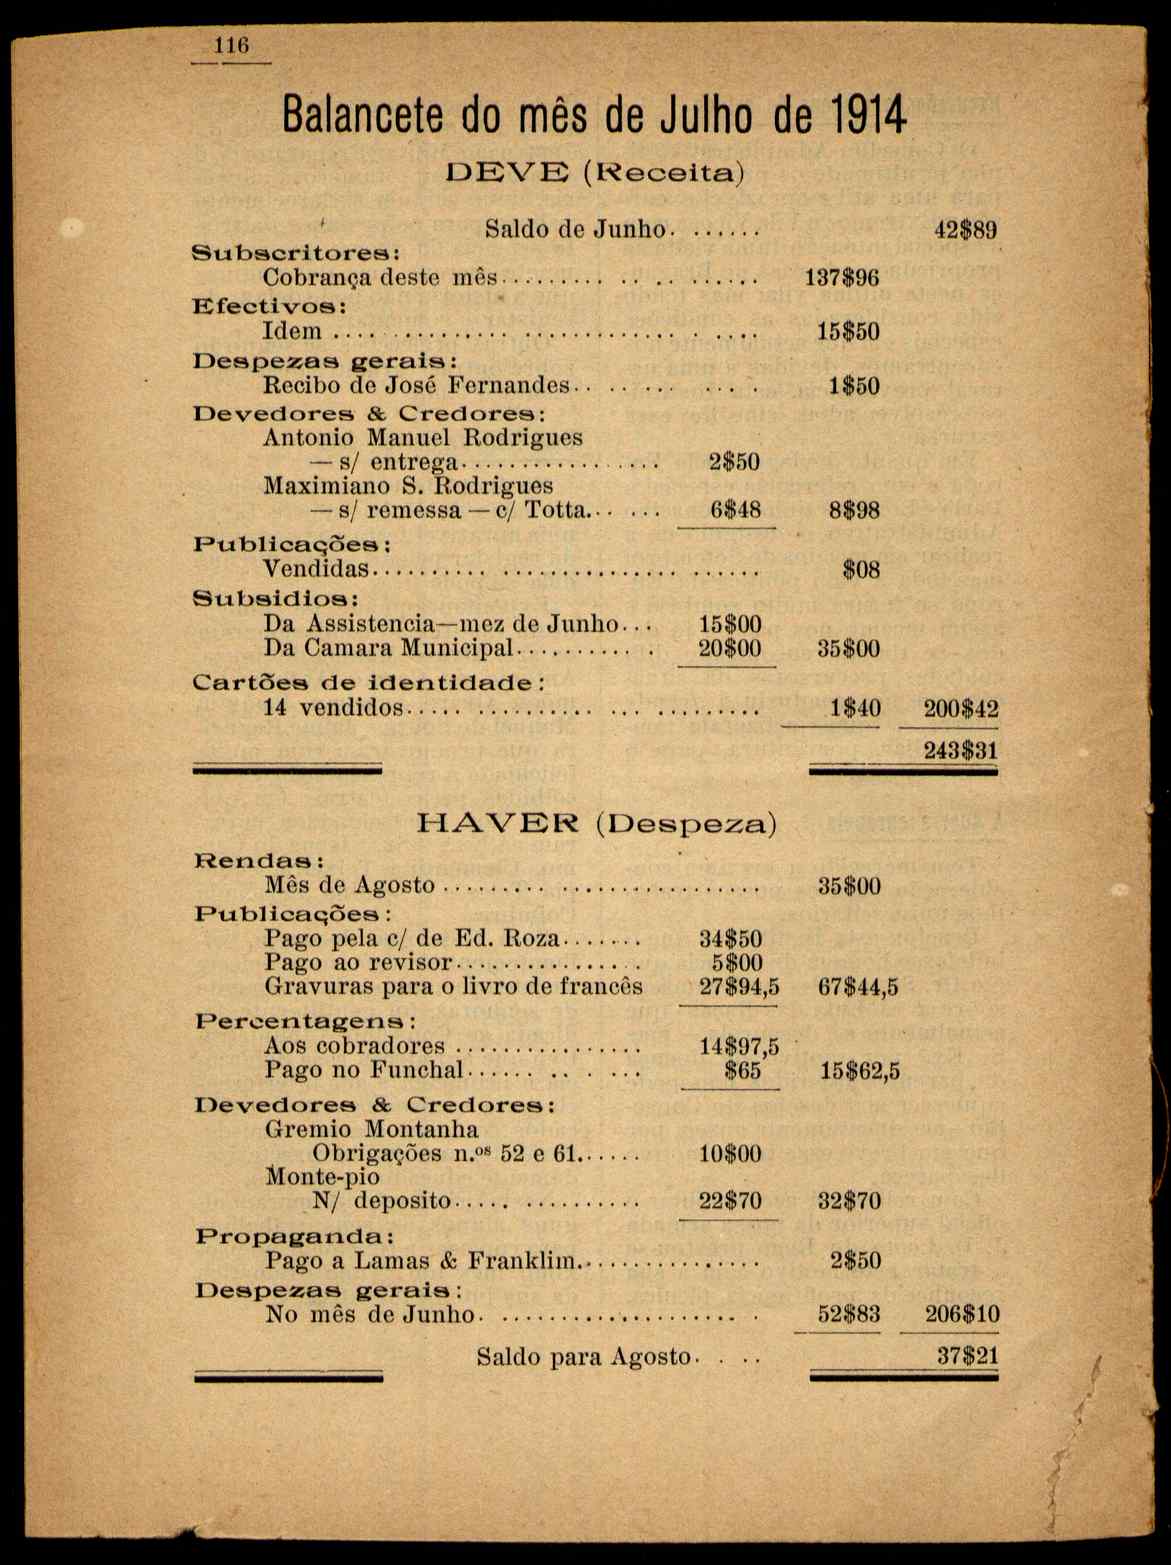 116
Balancete do mês de Julho de 1914
DEVE (Receita)
Saldo de Junho. ...... 42$89
Subscritores:
Cobrança deste mês......... .. .. ...... 137$96
Efectivos:
Idem .... .......... ................ . .... 15$50
Despezas gerais:
Recibo de José Fernandes.. .. ... .. . . 1$50
Devedores & Credores:
Antonio Manuel Rodrigues
— s/ entrega................. 2$50
Maximiano S. Rodrigues
— s/ remessa — c/ Totta... ... 6$48 8$98
Publicações:
Vendidas.......... ............... ...... $08
Subsidios:
Da Assistencia—mez de Junho... 15$00
Da Camara Municipal.......... . 20$00 35$00
Cartões de identidade:
14 vendidos..... .......... ... ......... 1$40 200$42
243$31
HAVER (Despeza)
Rendas:
Mês de Agosto ......... ................. 35$00
Publicações:
Pago pela c/ de Ed. Roza....... 34$50
Pago ao revisor................ 5$00
Gravuras para o livro de francês 27$94,5 67$44,5
Percentagens:
Aos cobradores ................ 14$97,5
Pago no Funchal...... .. . ... $65 15$62,5
Devedores & Credores:
Gremio Montanha
Obrigações n.ºs 52 e 61...... 10$00
Monte-pio
N/ deposito..... .......... 22$70 32$70
Propaganda:
Pago a Lamas & Franklim................ 2$50
Despezas gerais:
No mês de Junho. .................... . . 52$83 206$10
Saldo para Agosto. . .. 37$21